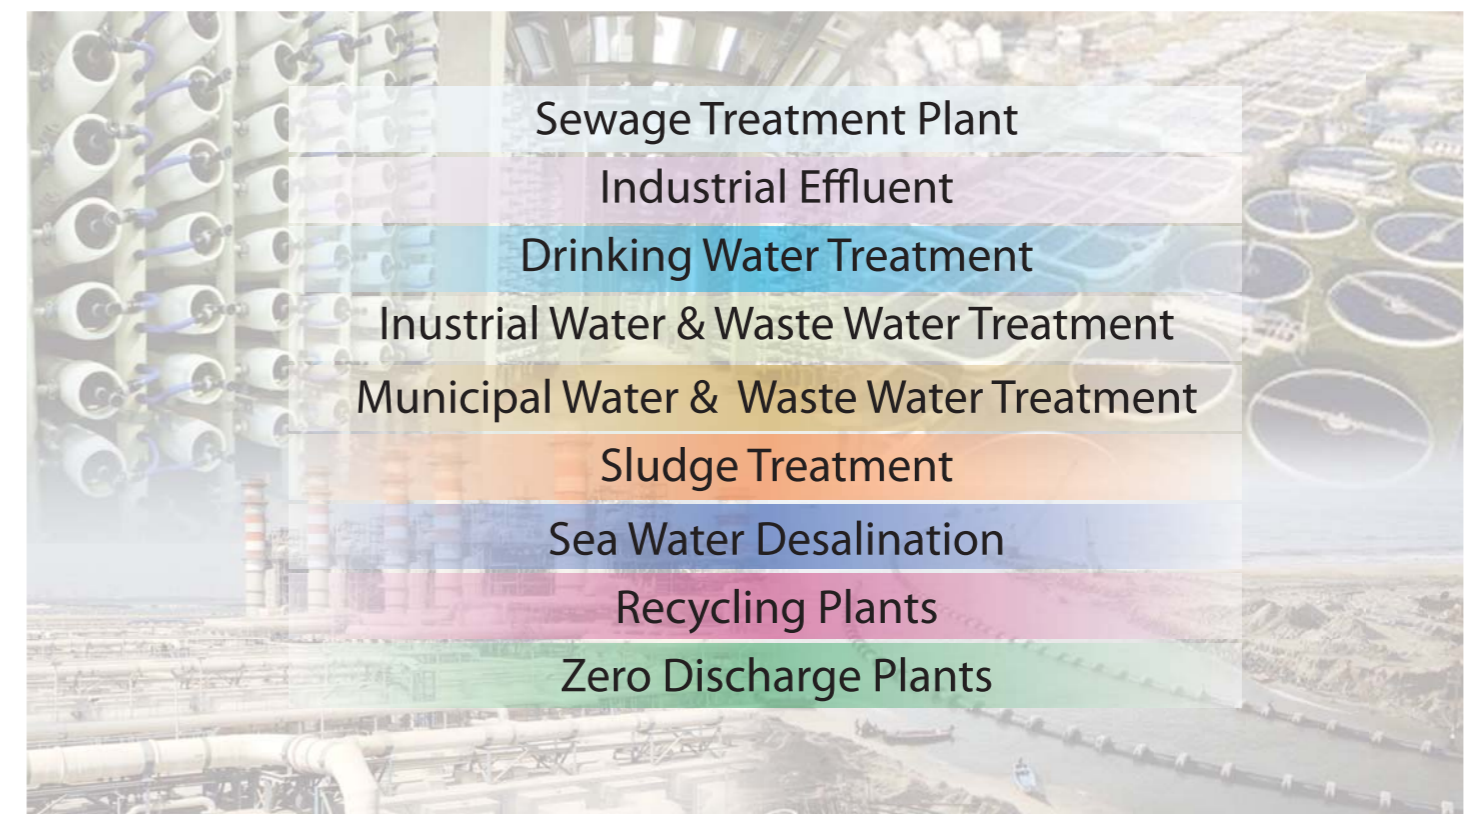 Sewage Treatment Plant
Industrial Effluent
Drinking Water Treatment
Inustrial Water & Waste Water Treatment
Municipal Water & Waste Water Treatment
Sludge Treatment
Sea Water Desalination
Recycling Plants
Zero Discharge Plants